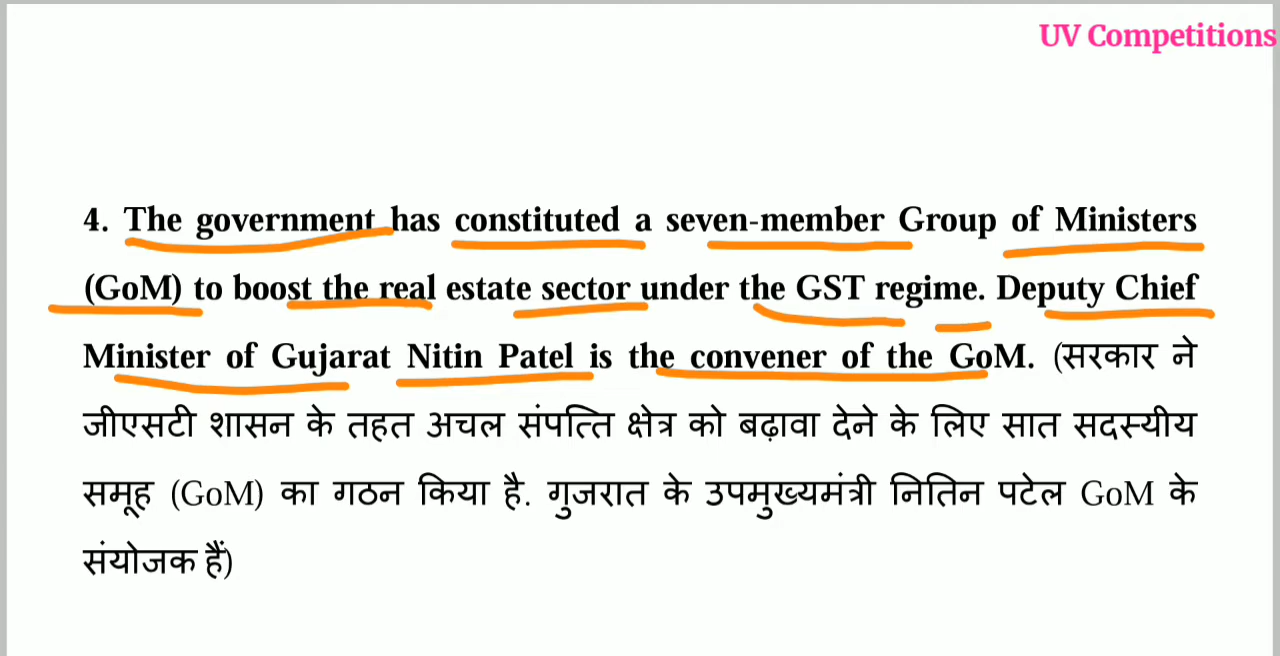 UV Competitions
4. The government has constituted a seven-member Group of Ministers
(GoM) to boost the real estate sector under the GST regime. Deputy Chief
Minister of Gujarat Nitin Patel is the convener of the GoM. (सरकार ने
जीएसटी शासन के तहत अचल संपत्ति क्षेत्र को बढ़ावा देने के लिए सात सदस्यीय
समूह (GoM) का गठन किया है. गुजरात के उपमुख्यमंत्री नितिन पटेल GoM के
संयोजक हैं)